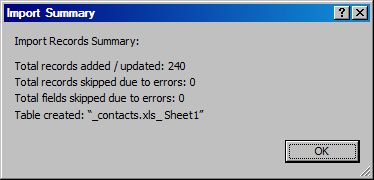 Import Summary
Import Records Summary:
Total records added / updated: 240
Total records skipped due to errors: 0
Total fields skipped due to errors: 0
Table created: “_contacts.xls_ Sheet1”
OK